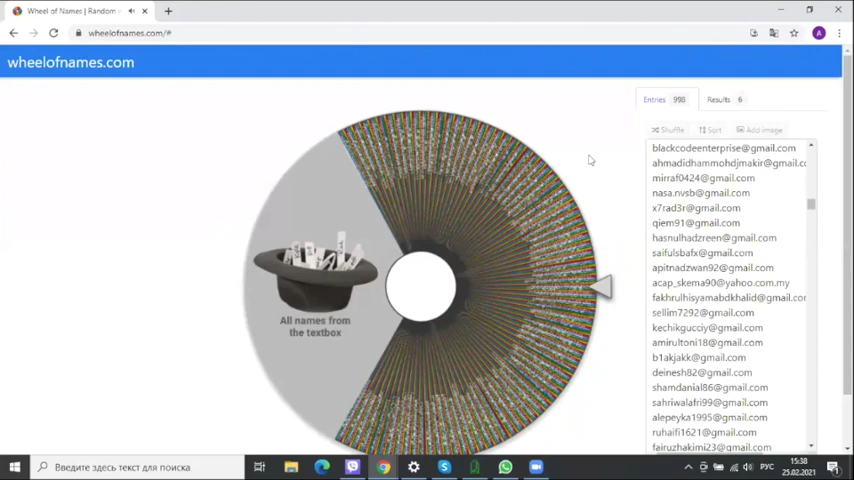 Wheel of Names | Random
wheelofnames.com/#
A
wheelofnames.com
Entries 998
Results 6
Shuffle
Sort
Add image
blackcodeenterprise@gmail.com
ahmadidhammohdjmakir@gmail.cc
mirraf0424@gmail.com
nasa.nvsb@gmail.com
x7rad3r@gmail.com
qiem91@gmail.com
hasnulhadzreen@gmail.com
saifulsbafx@gmail.com
apitnadzwan92@gmail.com
acap_skema90@yahoo.com.my
fakhrulhisyamabdkhalid@gmail.cor
sellim7292@gmail.com
kechikgucciy@gmail.com
amirultoni18@gmail.com
b1akjakk@gmail.com
deinesh82@gmail.com
shamdanial86@gmail.com
sahriwalafri99@gmail.com
alepeyka1995@gmail.com
ruhaifi1621@gmail.com
fairuzhakimi23@gmail.com
All names from
the textbox
Введите здесь текст для поиска
РУС
15:38
25.02.2021